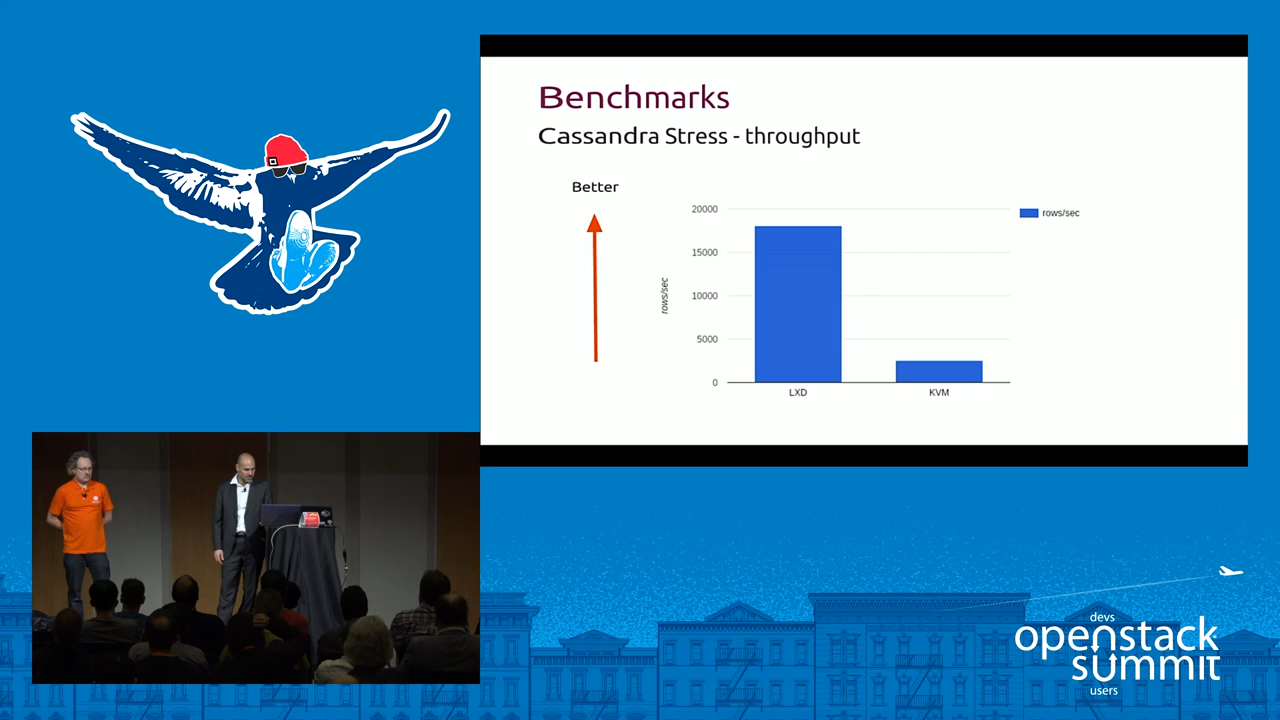 Benchmarks
Cassandra Stress - throughput
Better
20000
15000
10000
5000
0
rows/sec
rows/sec
LXD
KVM
devs
openstack
summit
users